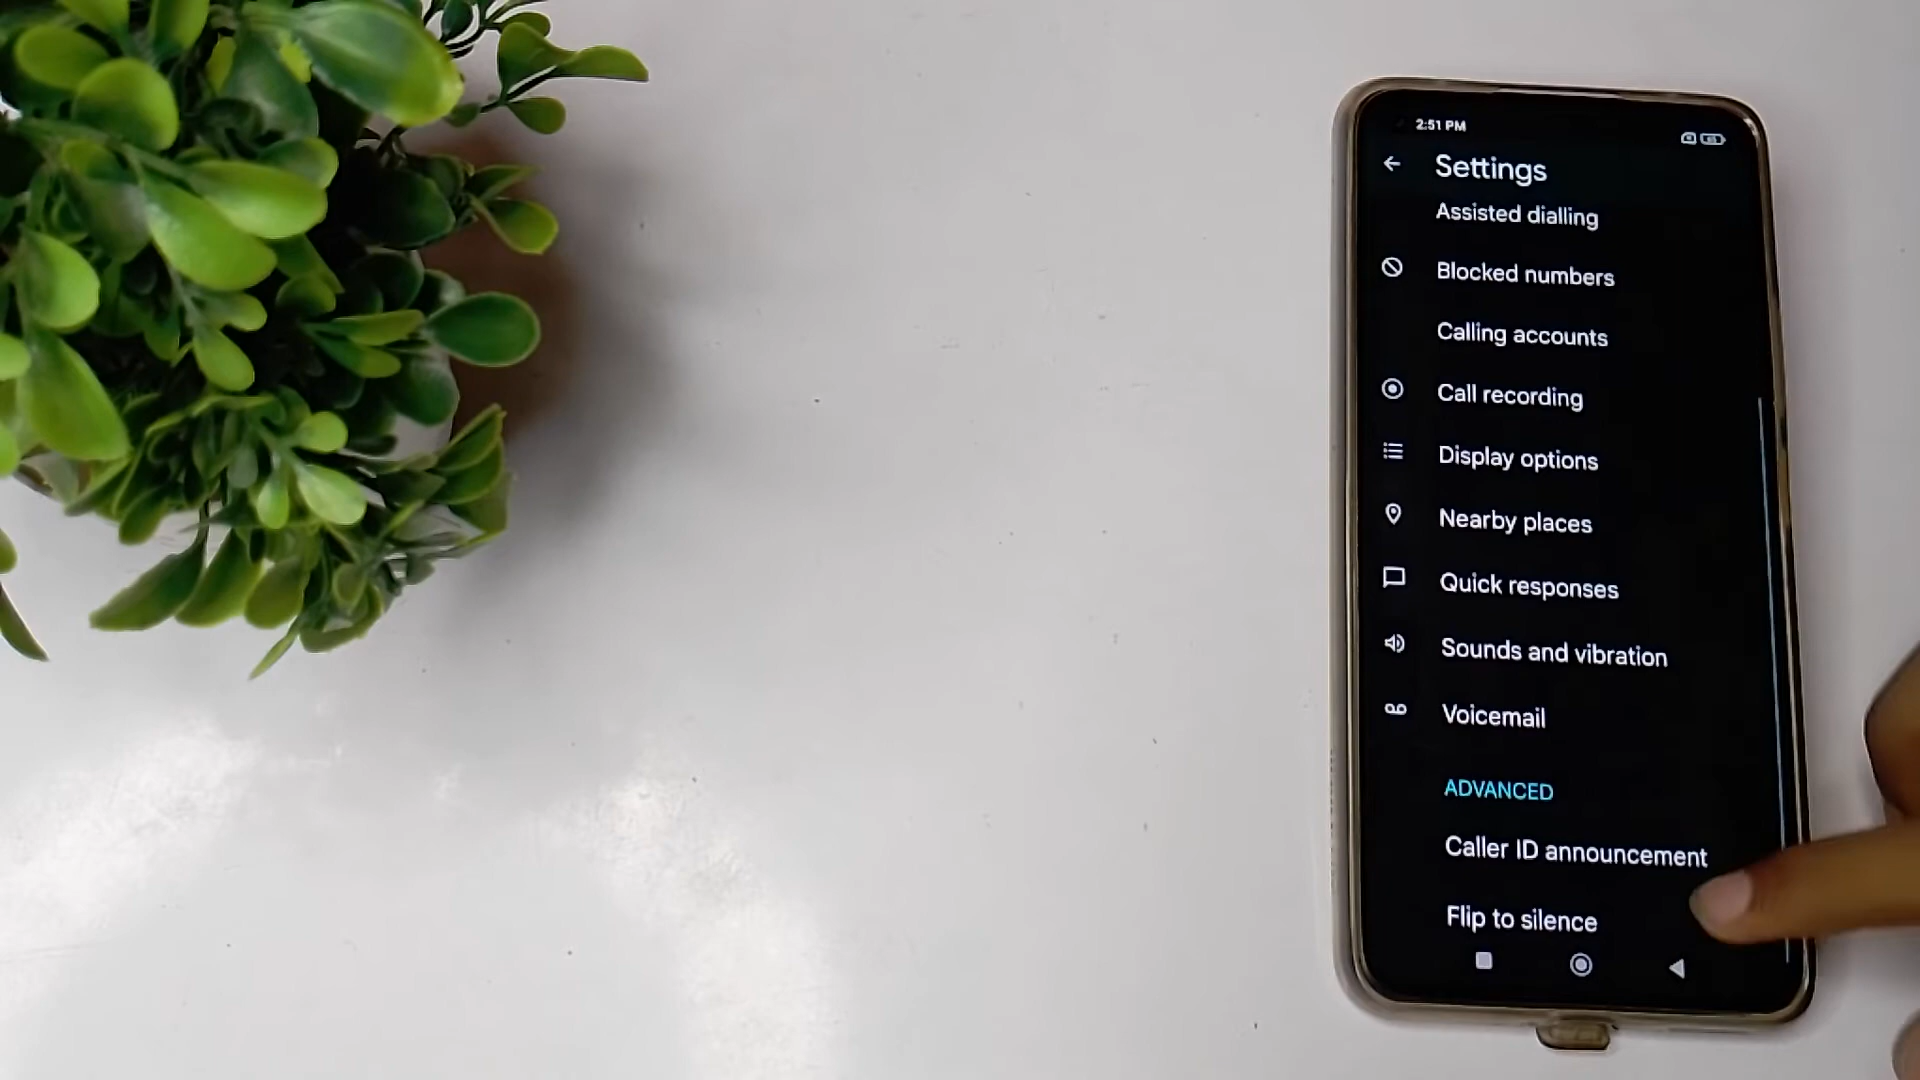 2:51 PM
Settings
Assisted dialling
Blocked numbers
Calling accounts
Call recording
Display options
Nearby places
Quick responses
Sounds and vibration
Voicemail
ADVANCED
Caller ID announcement
Flip to silence